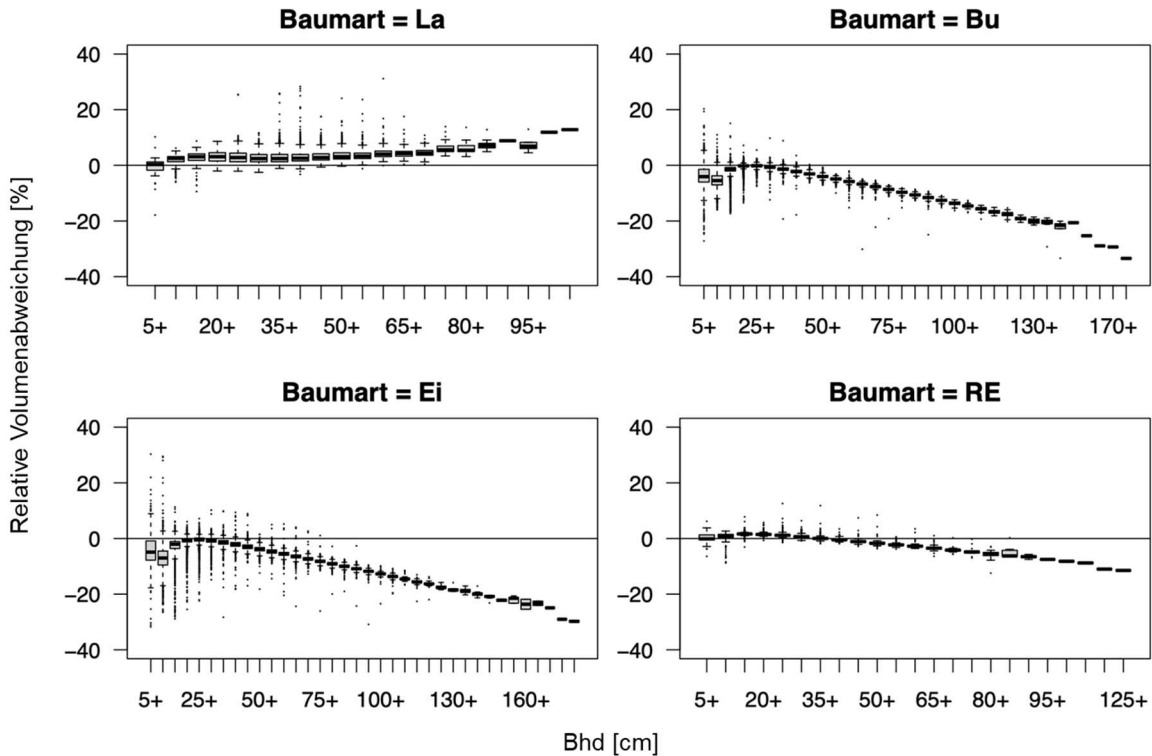 Baumart = La
Baumart = Bu
40
20
0
−20
−40
5+ 20+ 35+ 50+ 65+ 80+ 95+
40
20
0
−20
−40
5+ 25+ 50+ 75+ 100+ 130+ 170+
Relative Volumenabweichung [%]
Baumart = Ei
Baumart = RE
40
20
0
−20
−40
5+ 25+ 50+ 75+ 100+ 160+
40
20
0
−20
−40
5+ 20+ 35+ 50+ 65+ 80+ 95+ 125+
Bhd [cm]